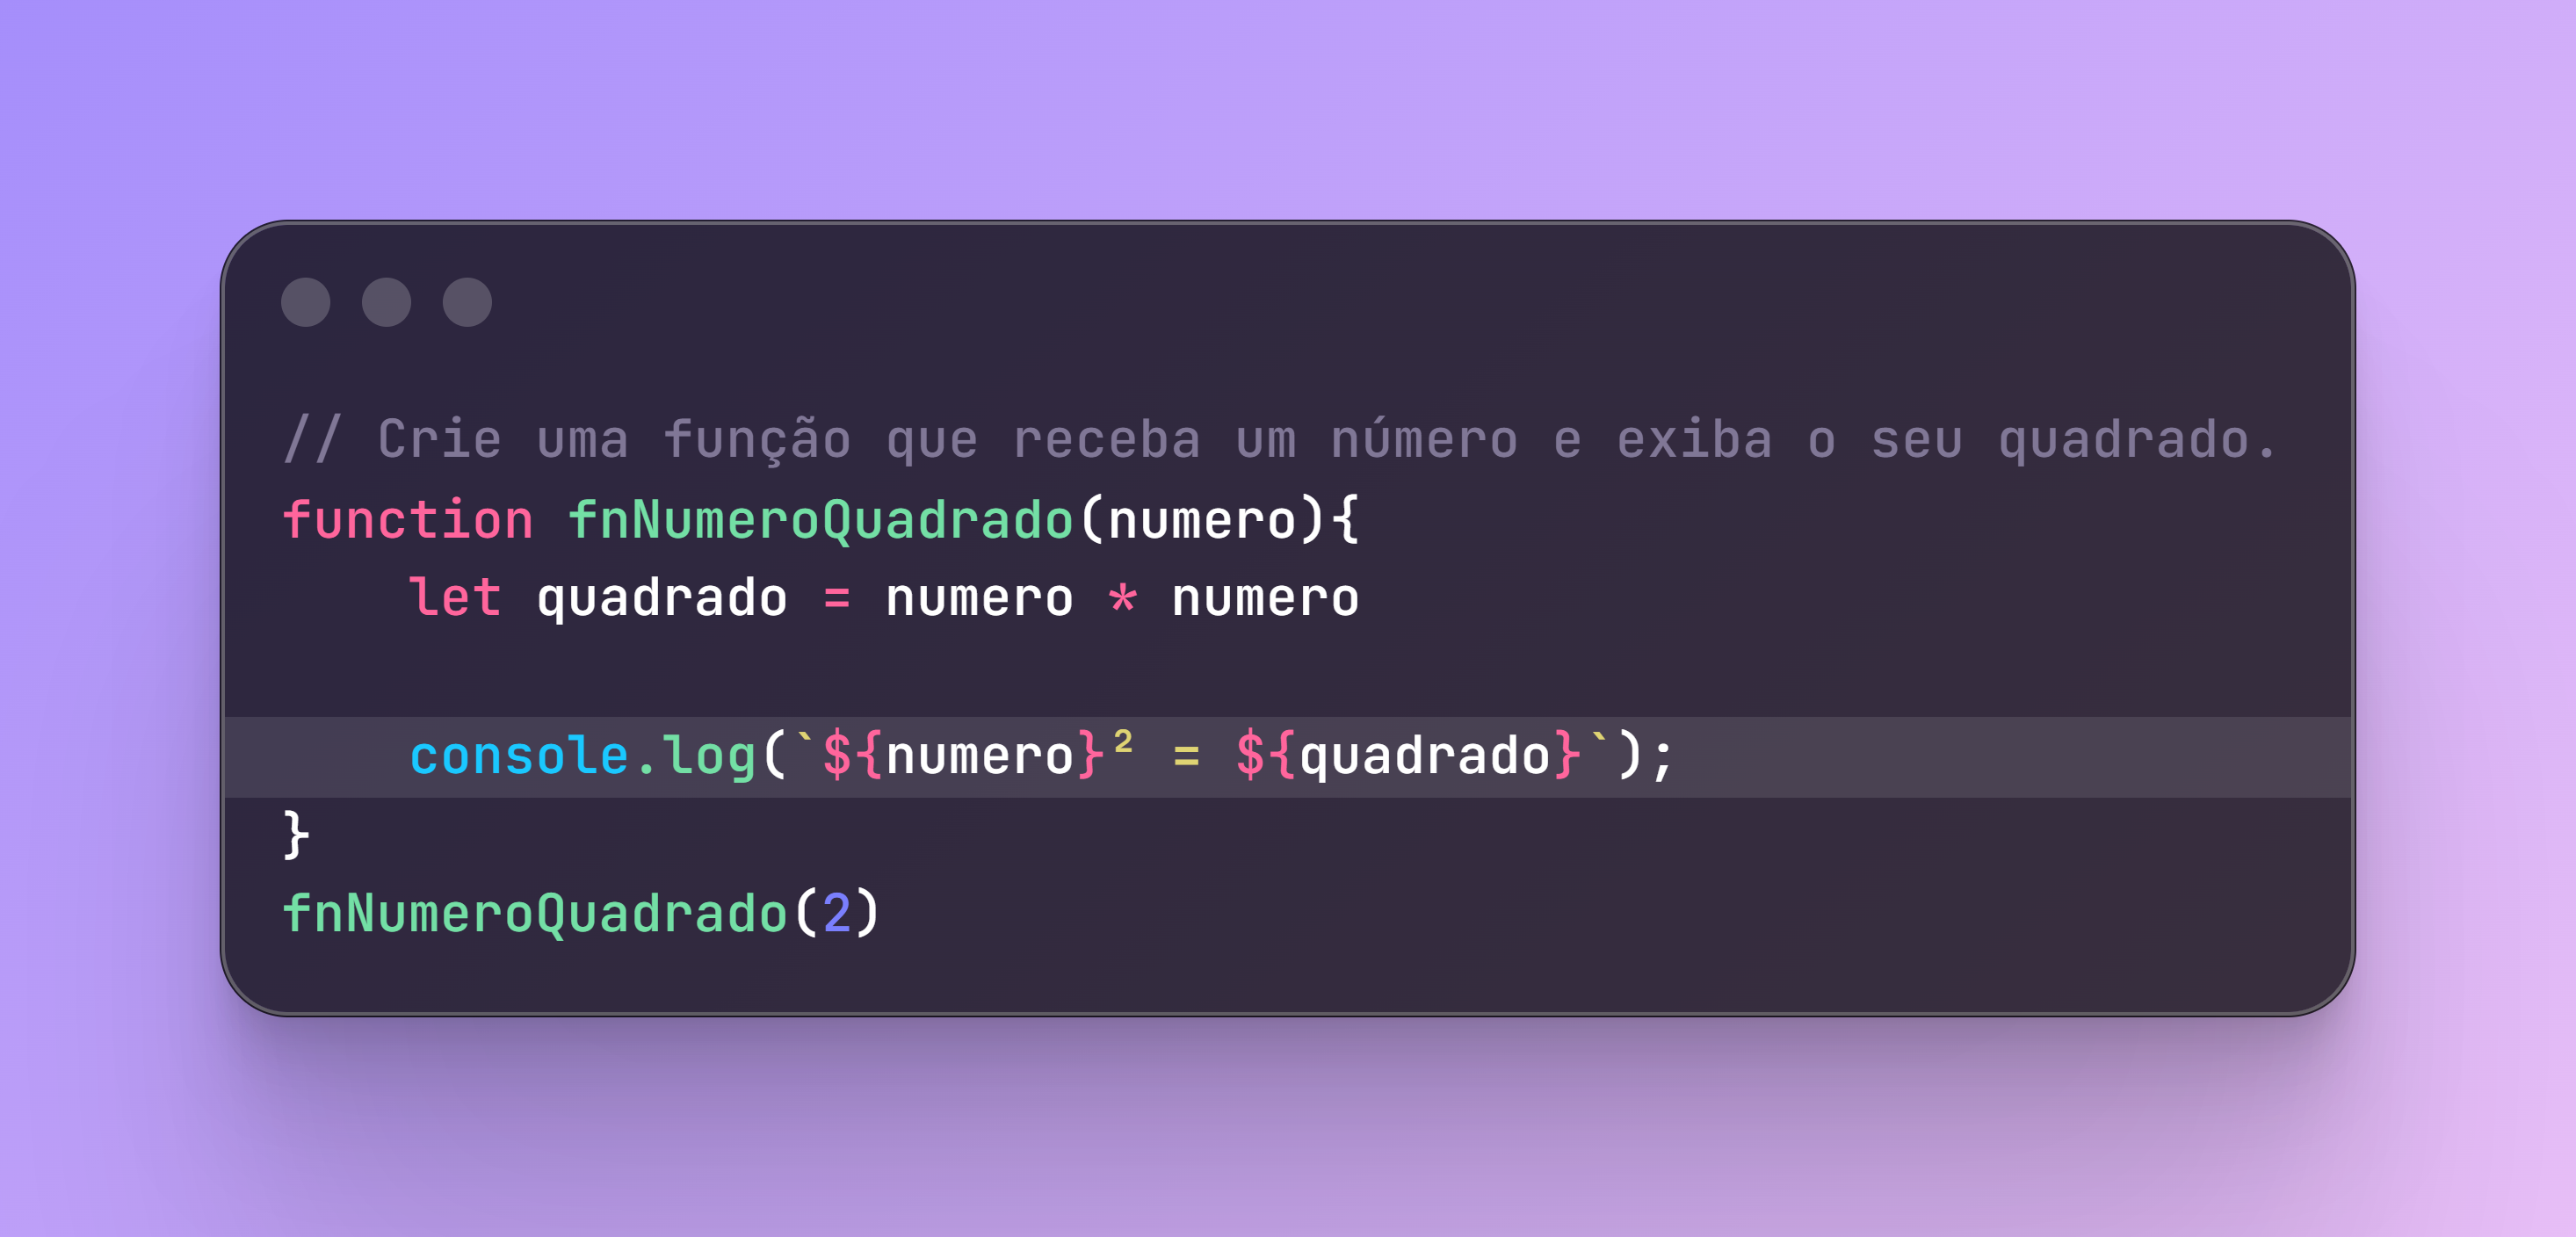 // Crie uma função que receba um número e exiba o seu quadrado.
function fnNumeroQuadrado(numero){
    let quadrado = numero * numero

    console.log(`${numero}² = ${quadrado}`);
}
fnNumeroQuadrado(2)